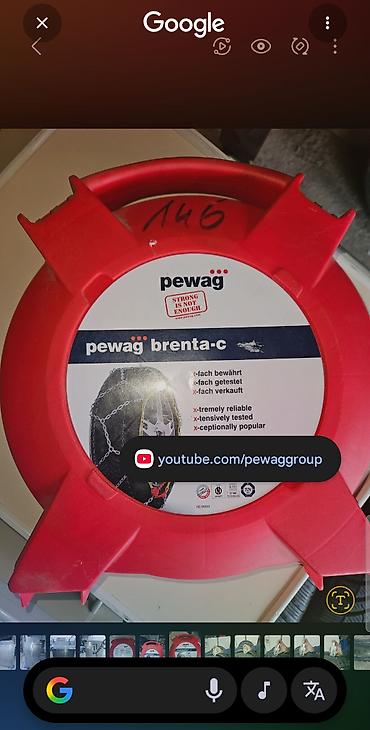 Google
146
pewag
STRONG
IS NOT
ENOUGH
pewag brenta-c
x-fach bewährt
x-fach getestet
x-fach verkauft
x-tremely reliable
x-tensively tested
x-ceptionally popular
youtube.com/pewaggroup